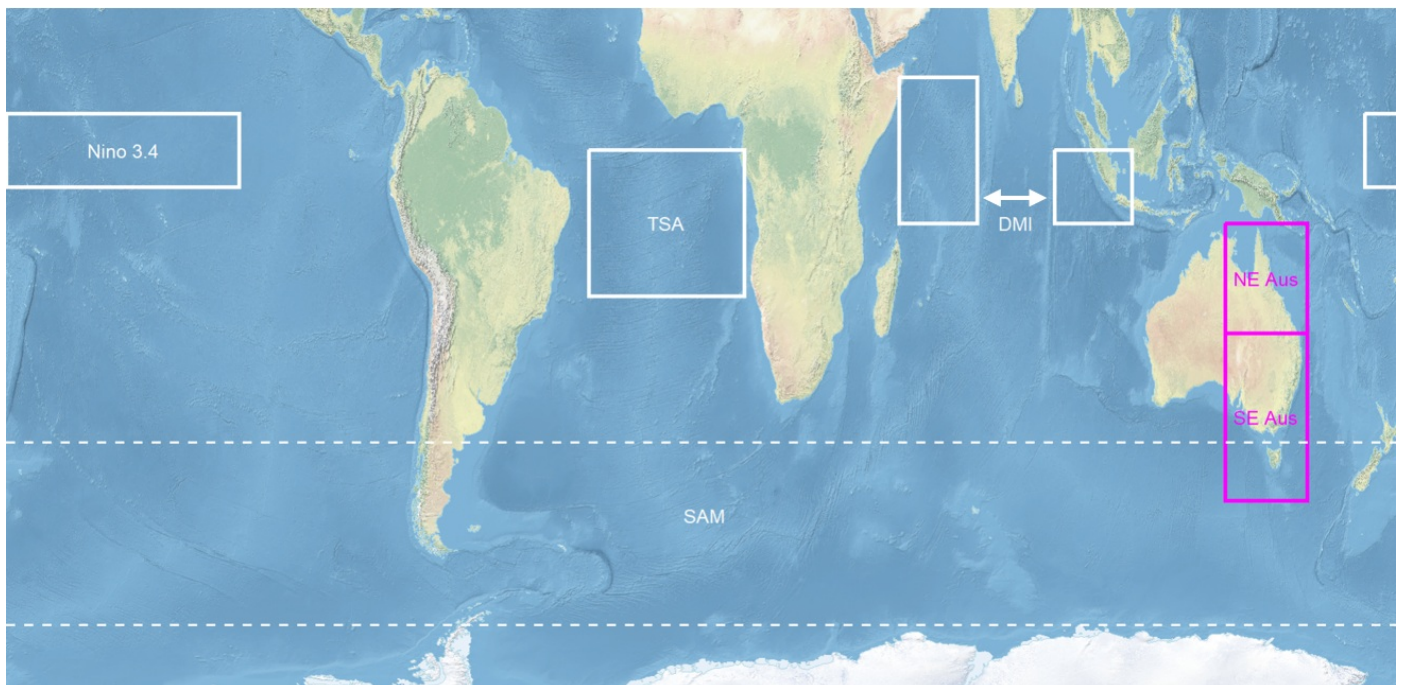 Nino 3.4
TSA
DMI
NE Aus
SE Aus
SAM